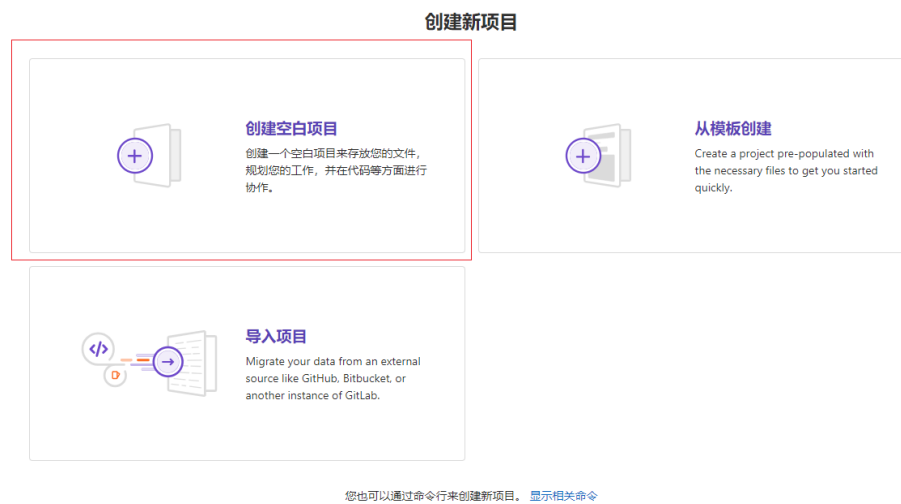 创建新项目
创建空白项目
创建一个空白项目来存放您的文件，
规划您的工作，并在代码等方面进行
协作。
从模板创建
Create a project pre-populated with
the necessary files to get you started
quickly.
导入项目
Migrate your data from an external
source like GitHub, Bitbucket, or
another instance of GitLab.
您也可以通过命令行来创建新项目。 显示相关命令